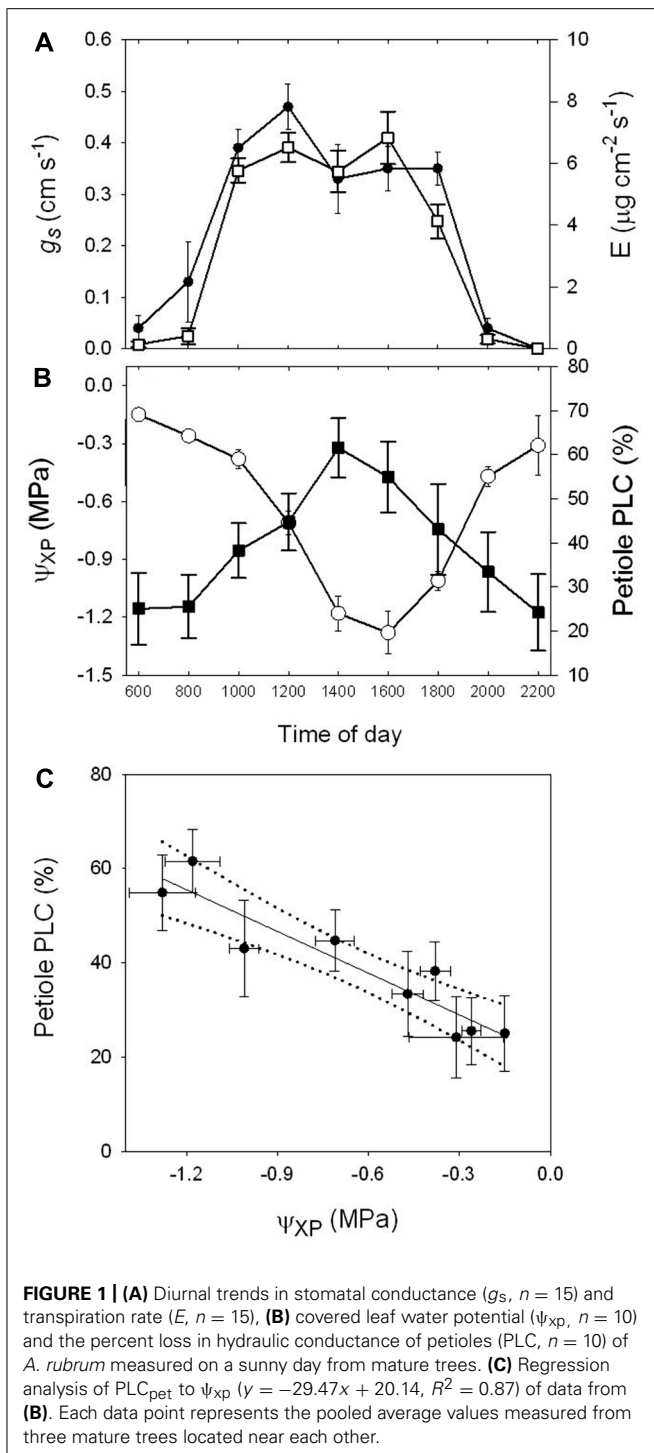 A
0.6
0.5
0.4
0.3
0.2
0.1
0.0
gs (cm s-1)
10
8
6
4
2
0
E (μg cm-2 s-1)
B
0.0
-0.3
-0.6
-0.9
-1.2
-1.5
ΨXP (MPa)
80
70
60
50
40
30
20
10
Petiole PLC (%)
600 800 1000 1200 1400 1600 1800 2000 2200
Time of day
C
80
60
40
20
0
Petiole PLC (%)
-1.2 -0.9 -0.6 -0.3 0.0
ΨXP (MPa)
FIGURE 1 | (A) Diurnal trends in stomatal conductance (gs, n = 15) and
transpiration rate (E, n = 15), (B) covered leaf water potential (ψxp, n = 10)
and the percent loss in hydraulic conductance of petioles (PLC, n = 10) of
A. rubrum measured on a sunny day from mature trees. (C) Regression
analysis of PLCpet to ψxp (y = −29.47x + 20.14, R2 = 0.87) of data from
(B). Each data point represents the pooled average values measured from
three mature trees located near each other.